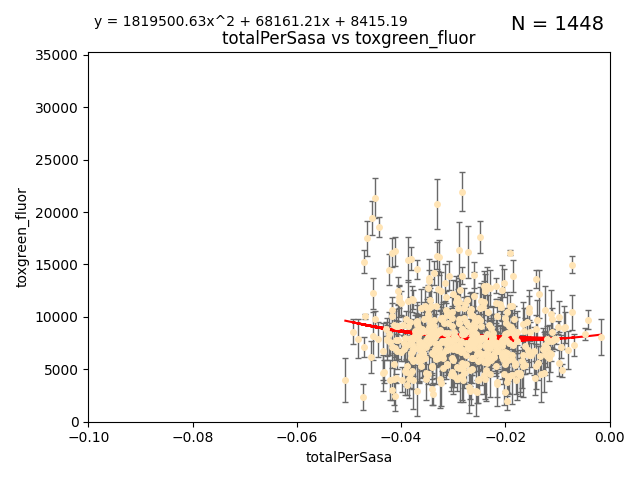 y = 1819500.63x^2 + 68161.21x + 8415.19
N = 1448
totalPerSasa vs toxgreen_fluor
35000
30000
25000
20000
15000
10000
5000
0
toxgreen_fluor
−0.10
−0.08
−0.06
−0.04
−0.02
0.00
totalPerSasa